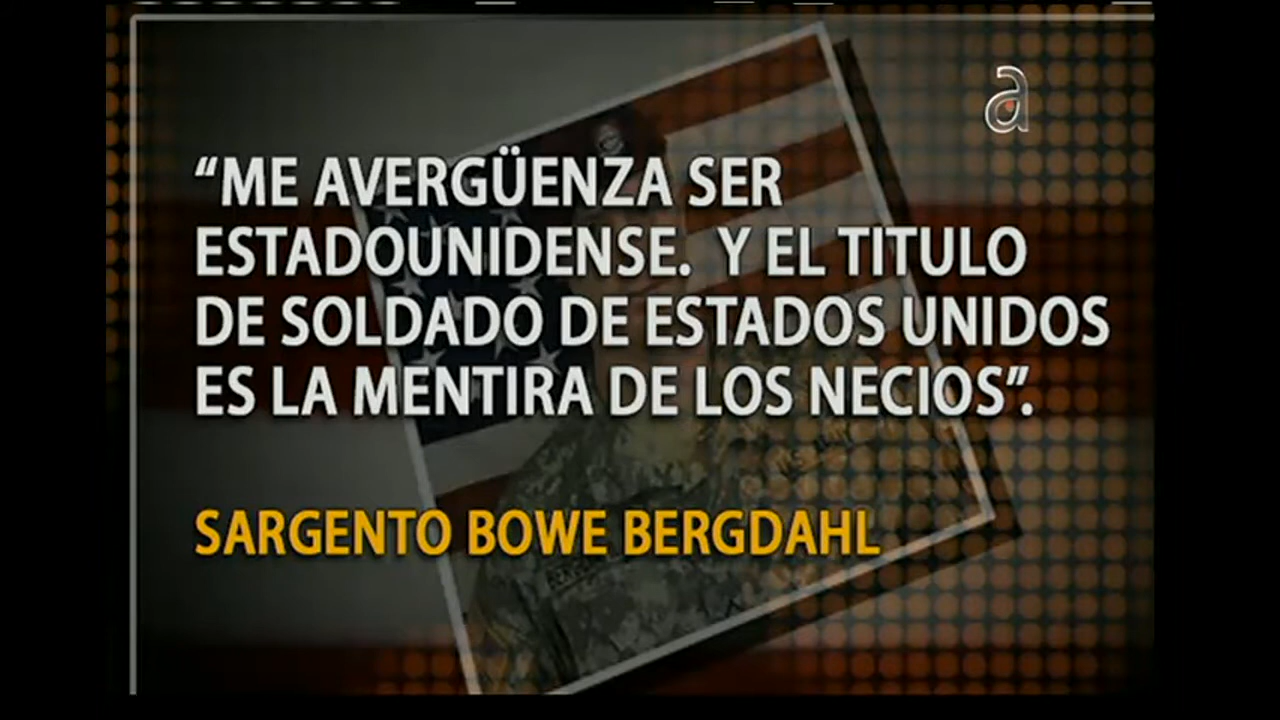 a
“ME AVERGÜENZA SER
ESTADOUNIDENSE. Y EL TITULO
DE SOLDADO DE ESTADOS UNIDOS
ES LA MENTIRA DE LOS NECIOS”.
SARGENTO BOWE BERGDAHL
U.S. ARMY